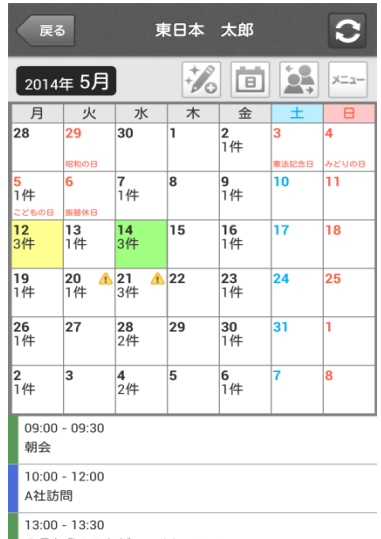 戻る 東日本 太郎
2014年 5月 日 メニュー
月 火 水 木 金 土 日
28 29 30 1 2 3 4
1件
昭和の日 憲法記念日 みどりの日
5 6 7 8 9 10 11
1件 1件 1件
こどもの日 振替休日
12 13 14 15 16 17 18
3件 1件 3件 1件
19 20 21 22 23 24 25
1件 1件 3件 1件
26 27 28 29 30 31 1
1件 2件 1件
2 3 4 5 6 7 8
1件 2件 1件
09:00 - 09:30
朝会
10:00 - 12:00
A社訪問
13:00 - 13:30